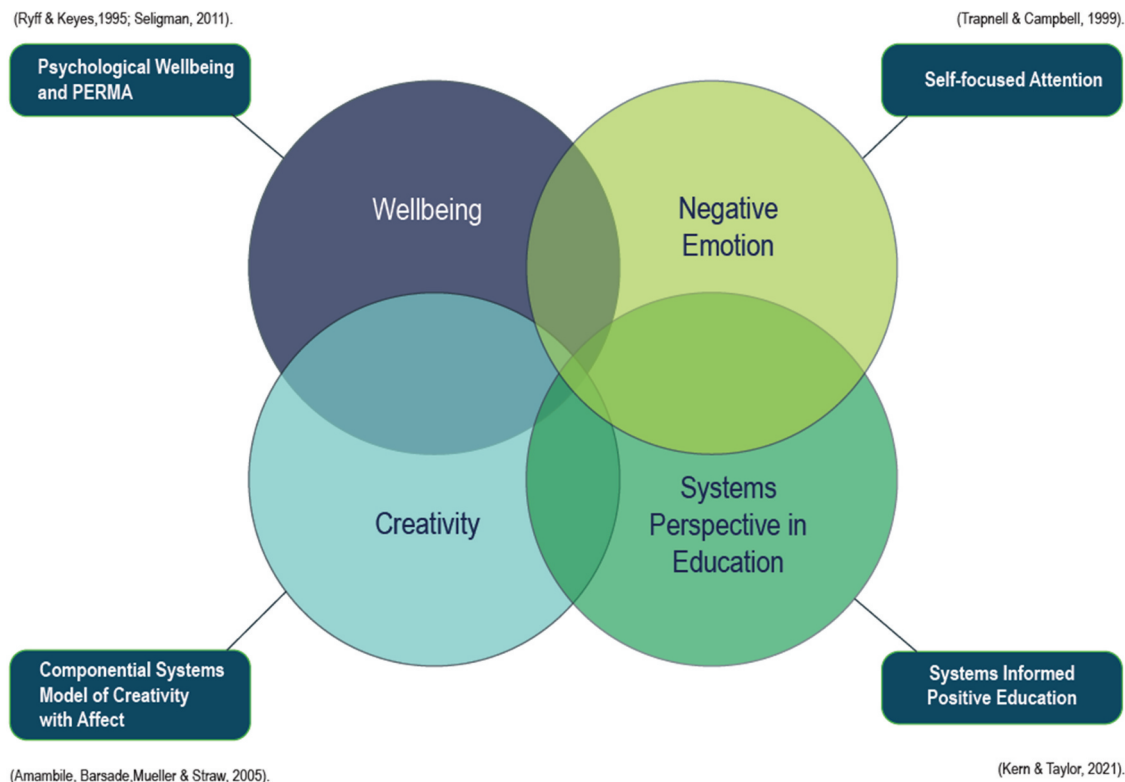 (Ryff & Keyes,1995; Seligman, 2011).
(Trapnell & Campbell, 1999).
Psychological Wellbeing
and PERMA
Self-focused Attention
Wellbeing
Negative
Emotion
Creativity
Systems
Perspective in
Education
Componential Systems
Model of Creativity
with Affect
Systems Informed
Positive Education
(Amambile, Barsade,Mueller & Straw, 2005).
(Kern & Taylor, 2021).